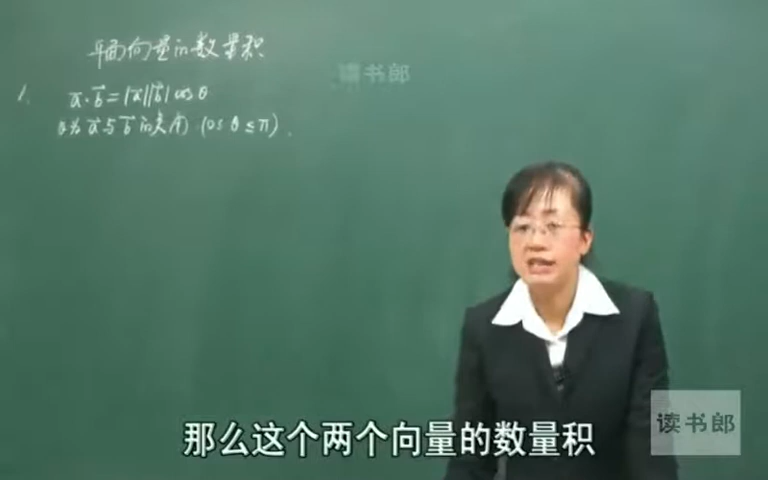 平面向量的数量积
读书郎
1. a⃗·b⃗=|a⃗||b⃗|cosθ
θ为a⃗与b⃗的夹角 (0≤θ≤π).
读书郎
那么这个两个向量的数量积